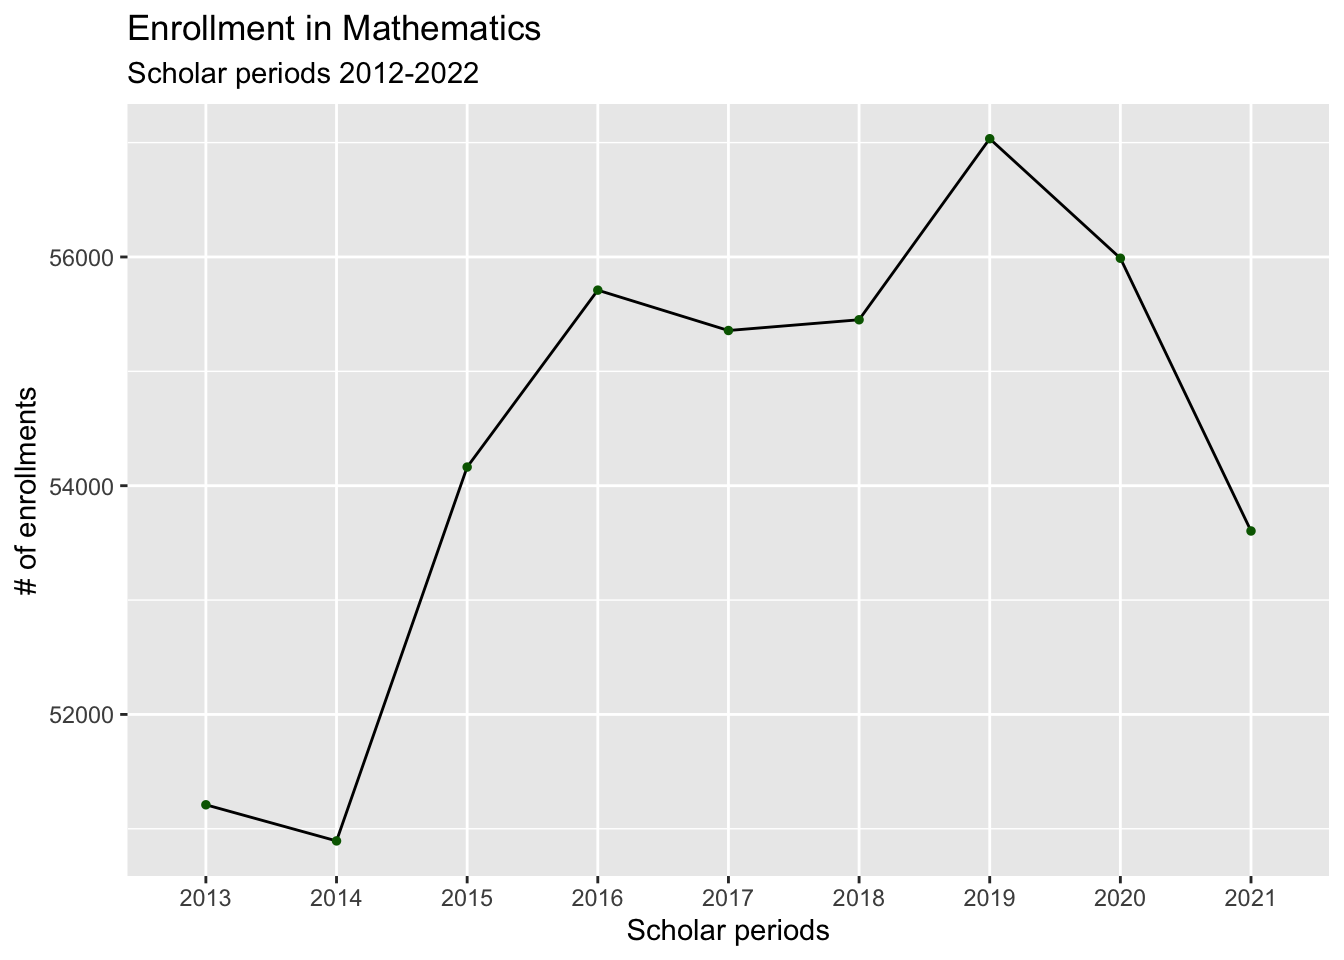 Enrollment in Mathematics
Scholar periods 2012-2022
# of enrollments
56000
54000
52000
2013 2014 2015 2016 2017 2018 2019 2020 2021
Scholar periods